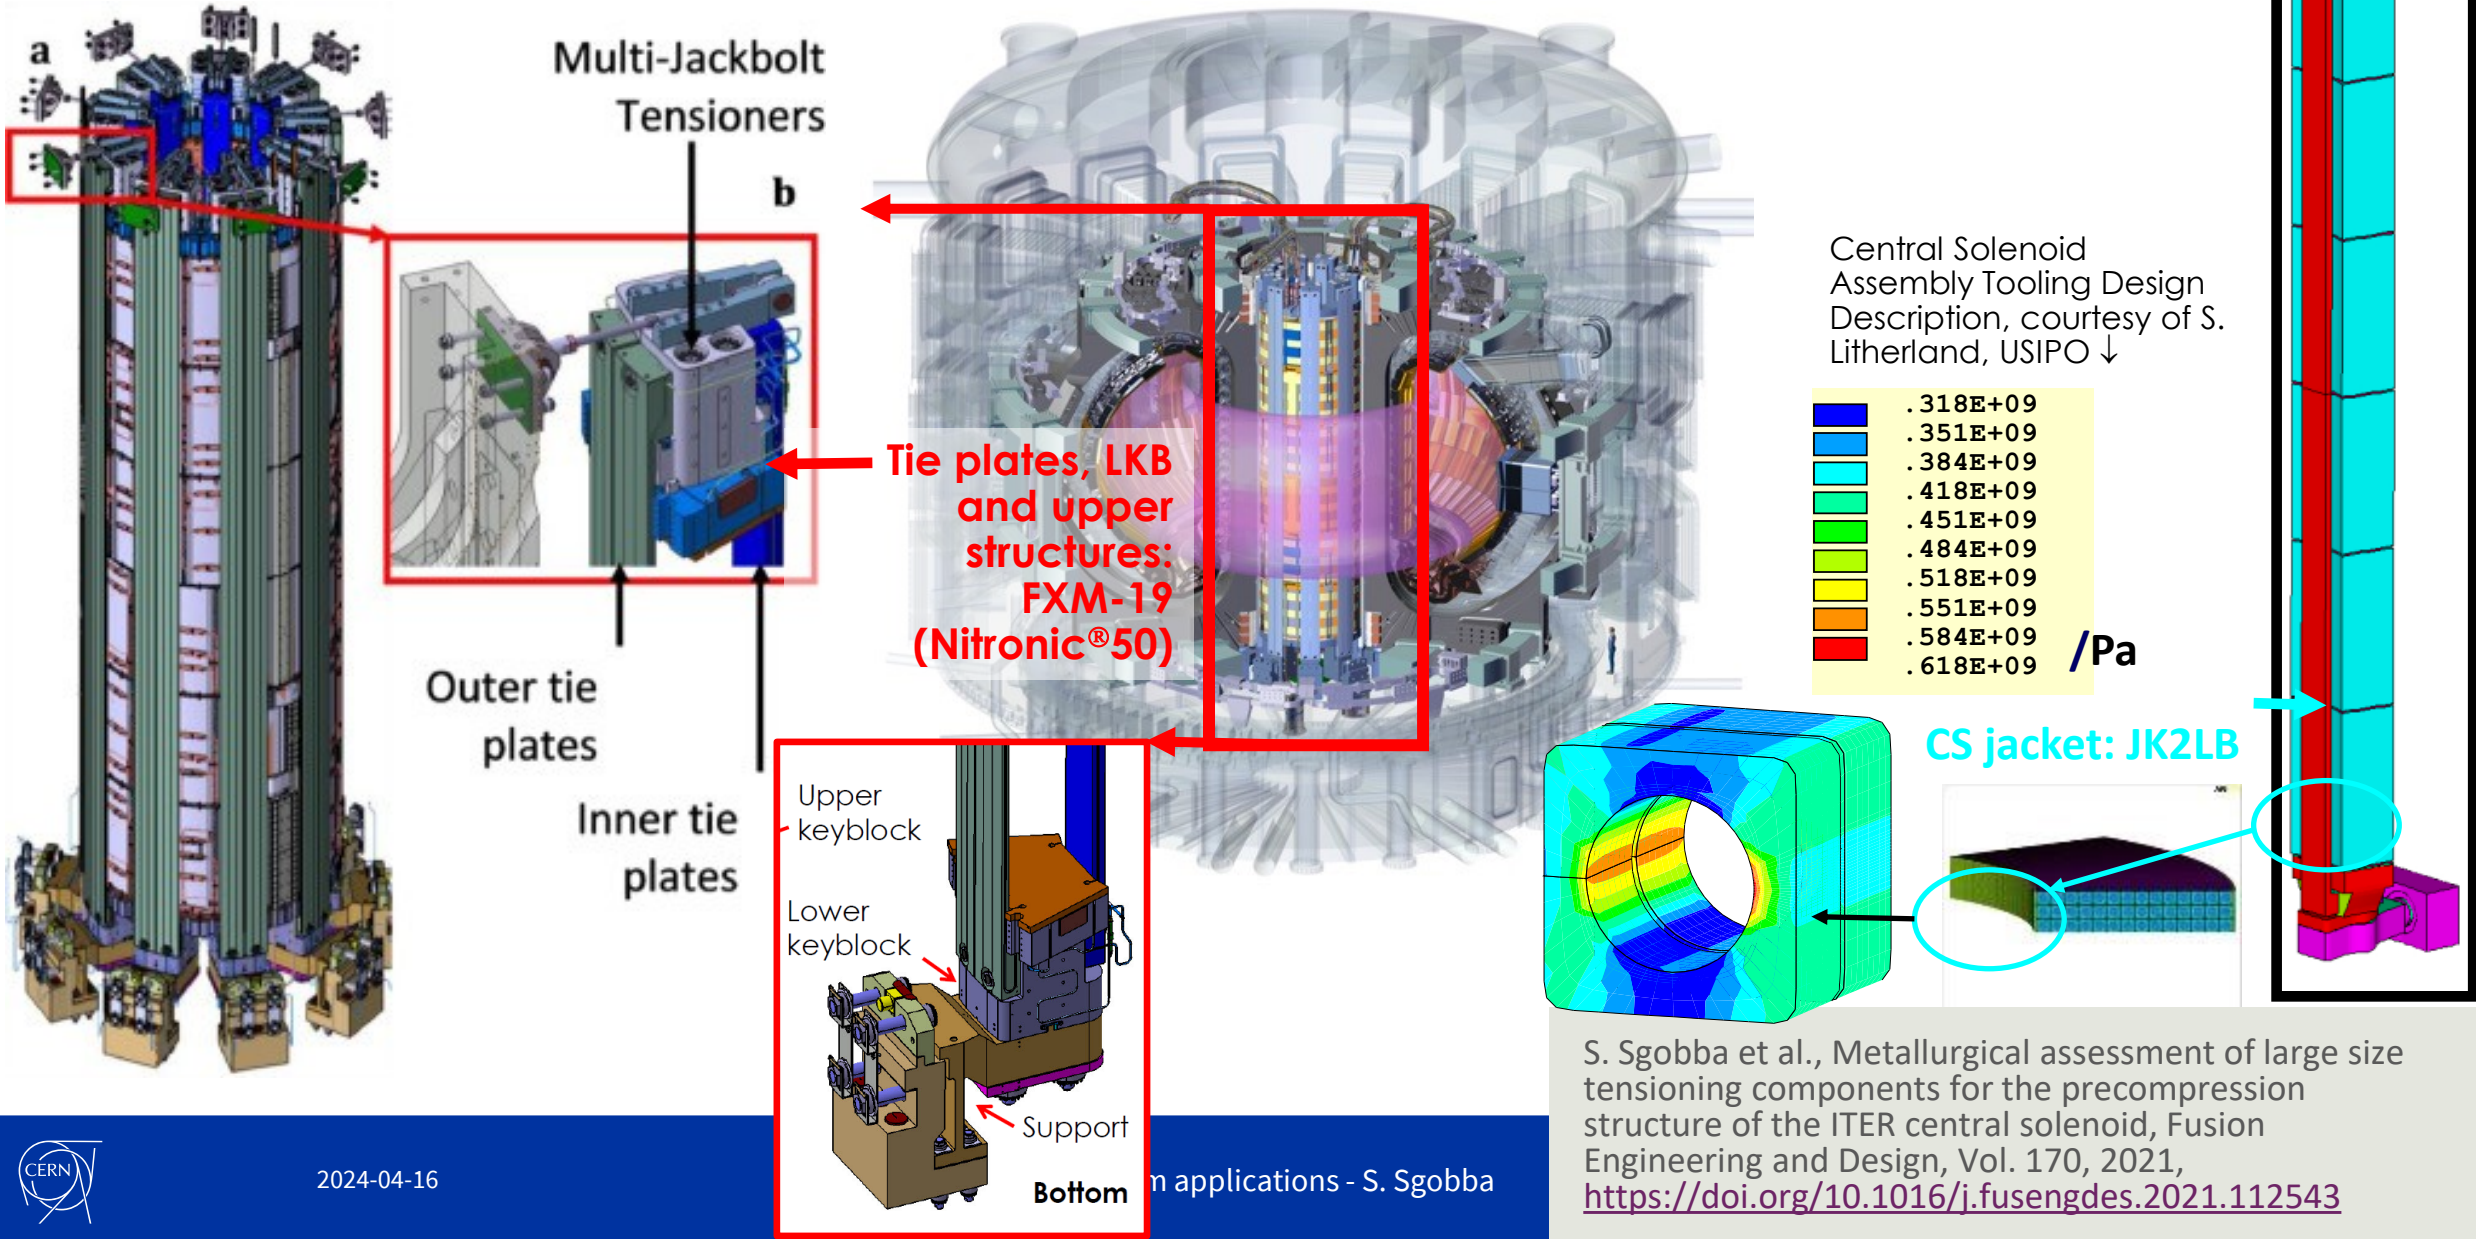 a
Multi-Jackbolt
Tensioners
b
Outer tie
plates
Inner tie
plates
Tie plates, LKB
and upper
structures:
FXM-19
(Nitronic®50)
Upper
keyblock
Lower
keyblock
Support
Bottom
Central Solenoid
Assembly Tooling Design
Description, courtesy of S.
Litherland, USIPO ↓
.318E+09
.351E+09
.384E+09
.418E+09
.451E+09
.484E+09
.518E+09
.551E+09
.584E+09
.618E+09
/Pa
CS jacket: JK2LB
S. Sgobba et al., Metallurgical assessment of large size
tensioning components for the precompression
structure of the ITER central solenoid, Fusion
Engineering and Design, Vol. 170, 2021,
https://doi.org/10.1016/j.fusengdes.2021.112543
CERN
2024-04-16
applications - S. Sgobba